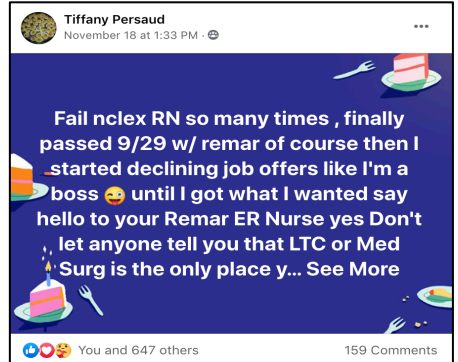 Tiffany Persaud
November 18 at 1:33 PM ·
Fail nclex RN so many times , finally
passed 9/29 w/ remar of course then I
started declining job offers like I'm a
boss 😜 until I got what I wanted say
hello to your Remar ER Nurse yes Don't
let anyone tell you that LTC or Med
Surg is the only place y... See More
You and 647 others
159 Comments